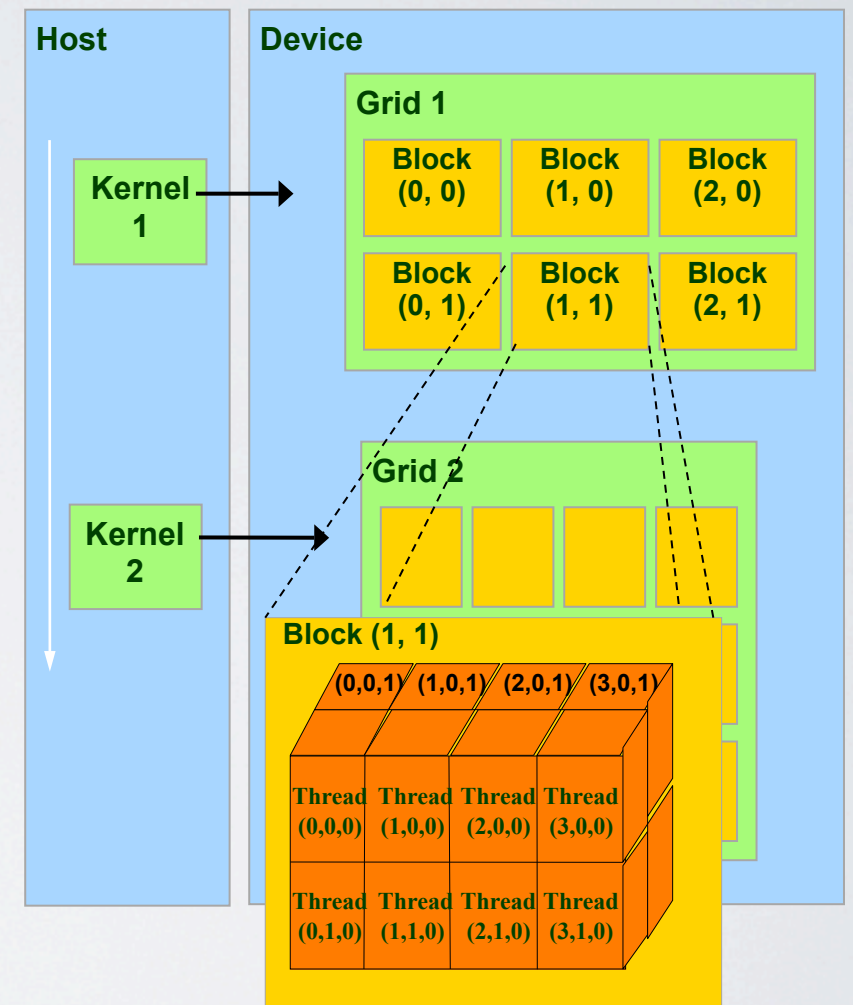 Host
Device
Grid 1
Block
(0, 0)
Block
(1, 0)
Block
(2, 0)
Kernel
1
Block
(0, 1)
Block
(1, 1)
Block
(2, 1)
Grid 2
Kernel
2
Block (1, 1)
(0,0,1) (1,0,1) (2,0,1) (3,0,1)
Thread Thread Thread Thread
(0,0,0) (1,0,0) (2,0,0) (3,0,0)
Thread Thread Thread Thread
(0,1,0) (1,1,0) (2,1,0) (3,1,0)